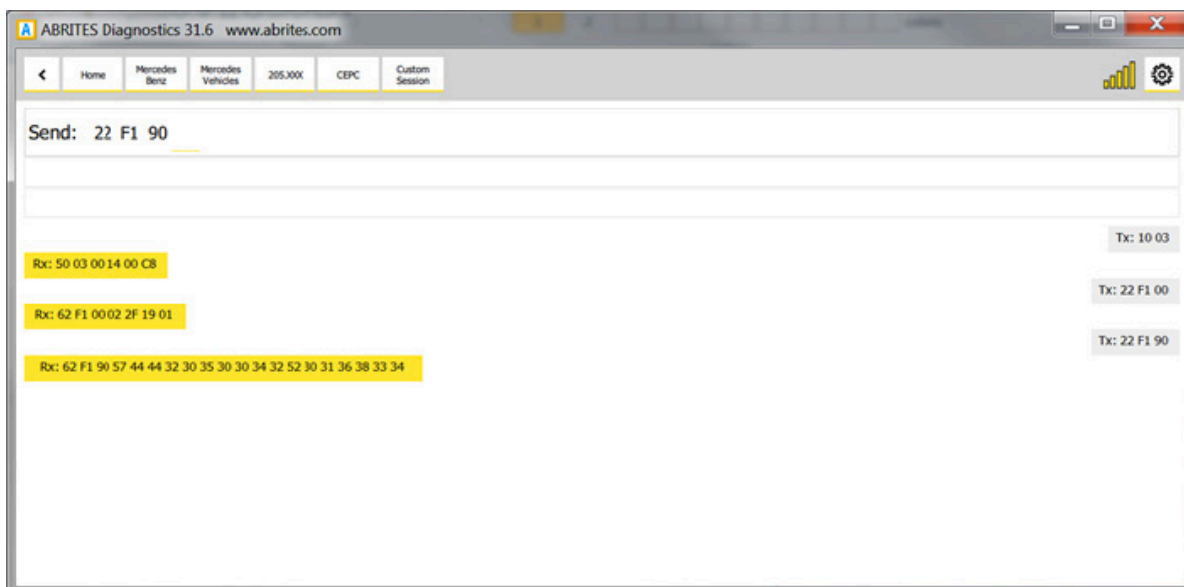 ABRITES Diagnostics 31.6 www.abrites.com
Home Mercedes Benz Mercedes Vehicles 205.XXX CEPC Custom Session
Send: 22 F1 90
Tx: 10 03
Rx: 50 03 00 14 00 C8
Tx: 22 F1 00
Rx: 62 F1 00 02 2F 19 01
Tx: 22 F1 90
Rx: 62 F1 90 57 44 44 32 30 35 30 30 34 32 52 30 31 36 38 33 34